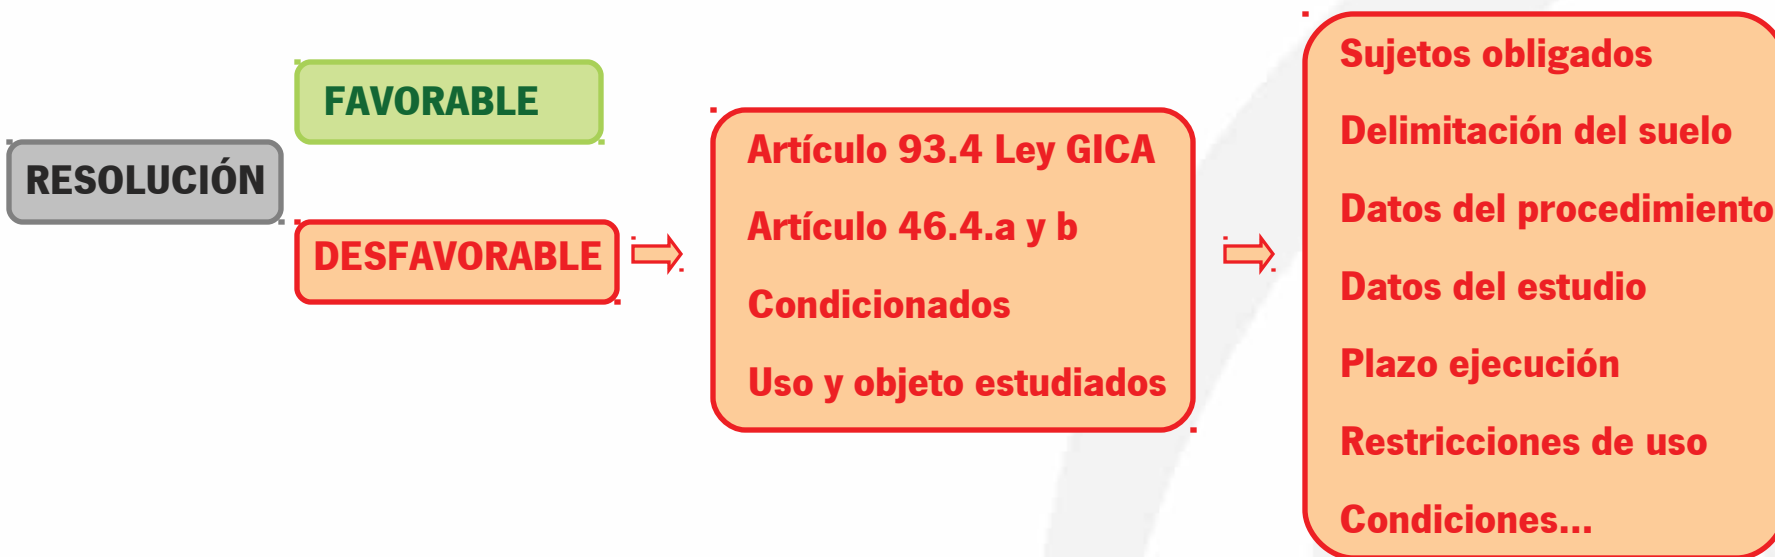 RESOLUCIÓN
FAVORABLE
DESFAVORABLE
Artículo 93.4 Ley GICA
Artículo 46.4.a y b
Condicionados
Uso y objeto estudiados
Sujetos obligados
Delimitación del suelo
Datos del procedimiento
Datos del estudio
Plazo ejecución
Restricciones de uso
Condiciones...